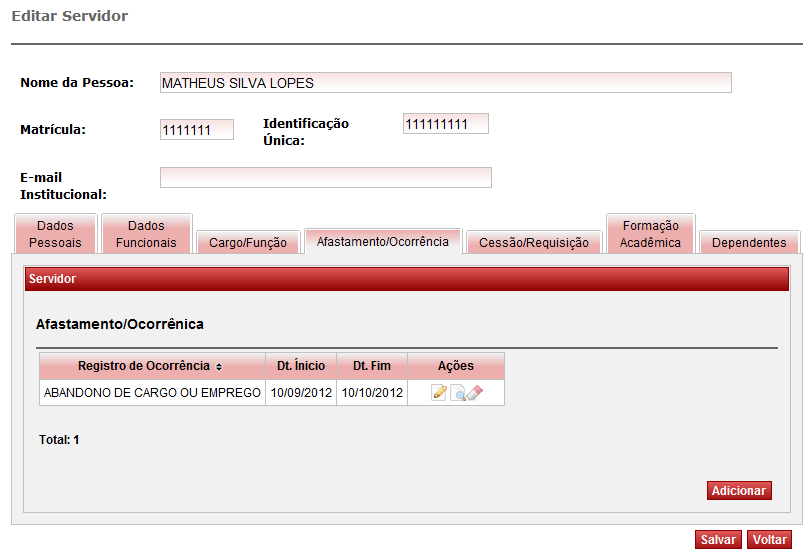 Editar Servidor
Nome da Pessoa: MATHEUS SILVA LOPES
Matrícula: 1111111 Identificação Única: 111111111
E-mail Institucional:
Dados Pessoais
Dados Funcionais
Cargo/Função
Afastamento/Ocorrência
Cessão/Requisição
Formação Acadêmica
Dependentes
Servidor
Afastamento/Ocorrênica
Registro de Ocorrência Dt. Ínicio Dt. Fim Ações
ABANDONO DE CARGO OU EMPREGO 10/09/2012 10/10/2012
Total: 1
Adicionar
Salvar Voltar